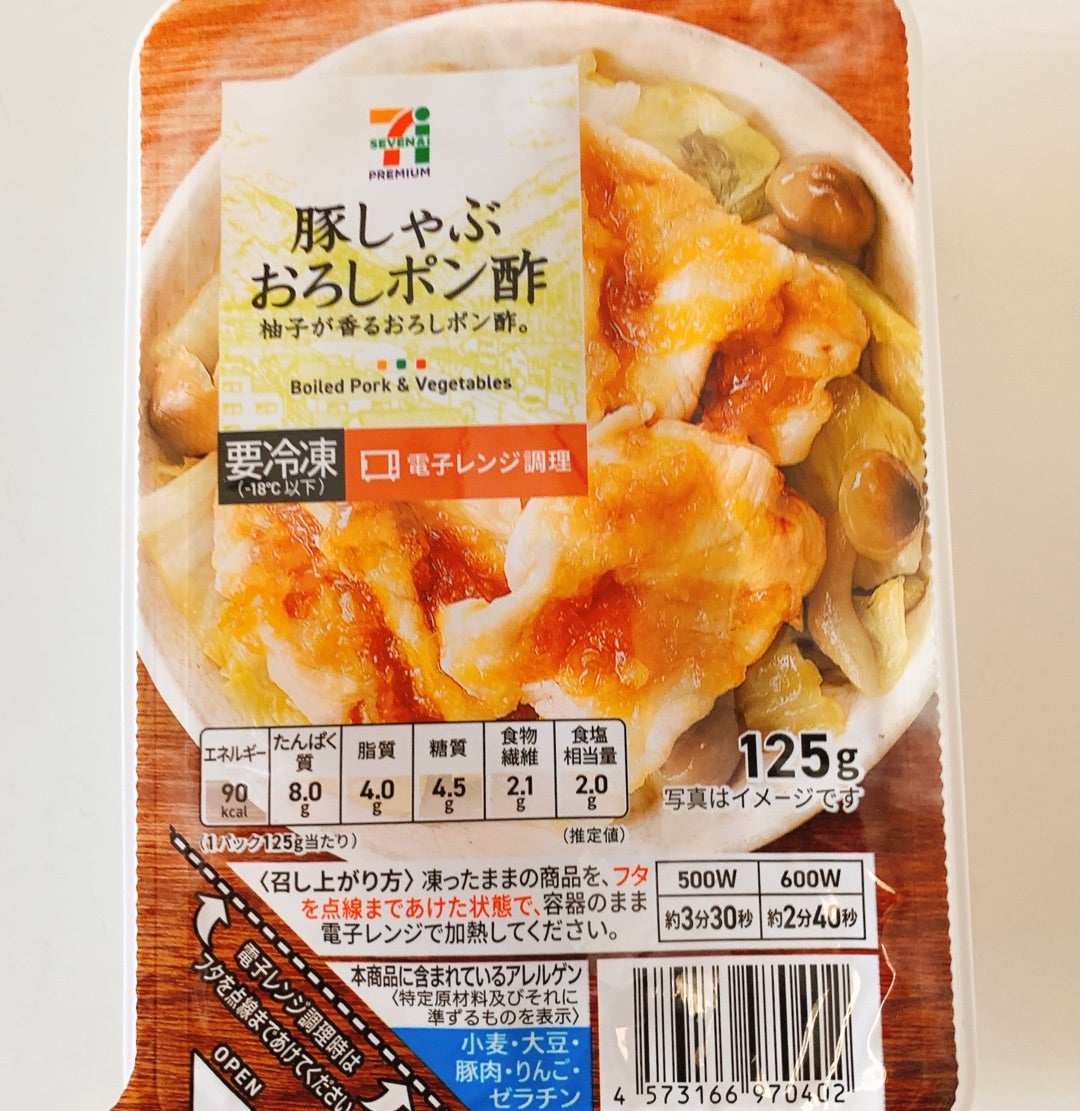 SEVEN&i
PREMIUM
豚しゃぶ
おろしポン酢
柚子が香るおろしポン酢。
Boiled Pork & Vegetables
要冷凍
(-18℃以下)
電子レンジ調理
エネルギー たんぱく質 脂質 糖質 食物繊維 食塩相当量
90kcal 8.0g 4.0g 4.5g 2.1g 2.0g
(1パック125g当たり) (推定値)
125g
写真はイメージです
〈召し上がり方〉凍ったままの商品を、フタ
を点線まであけた状態で、容器のまま
電子レンジで加熱してください。
500W 600W
約3分30秒 約2分40秒
電子レンジ調理時は
フタを点線まであけてください
OPEN
本商品に含まれているアレルゲン
〈特定原材料及びそれに
準ずるものを表示〉
小麦・大豆・
豚肉・りんご・
ゼラチン
4 573166 970402